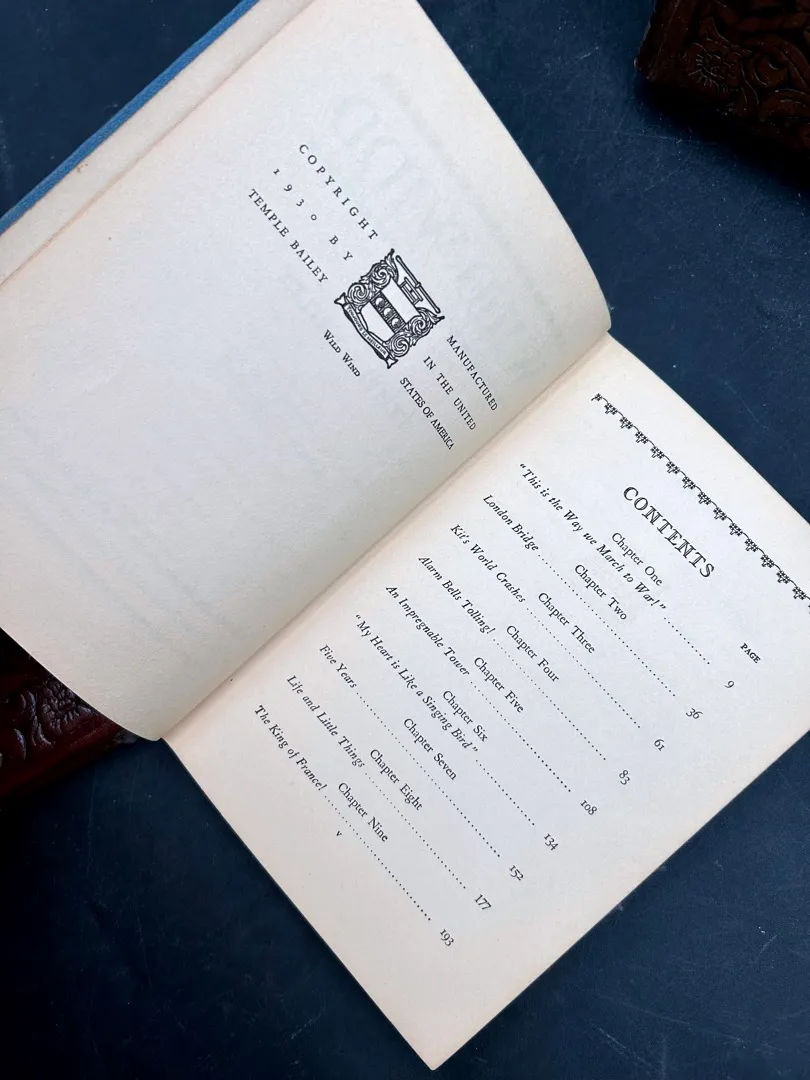 COPYRIGHT
1930 BY
TEMPLE BAILEY
MANUFACTURED
IN THE UNITED
STATES OF AMERICA
WILD WIND
CONTENTS
PAGE
Chapter One
"This is the Way we March to War!" ........ 9
Chapter Two
London Bridge ........ 36
Chapter Three
Kit's World Crashes ........ 61
Chapter Four
Alarm Bells Tolling! ........ 83
Chapter Five
An Impregnable Tower ........ 108
Chapter Six
"My Heart is Like a Singing Bird" ........ 134
Chapter Seven
Five Years ........ 152
Chapter Eight
Life and Little Things ........ 177
Chapter Nine
The King of France! ........ 193
v